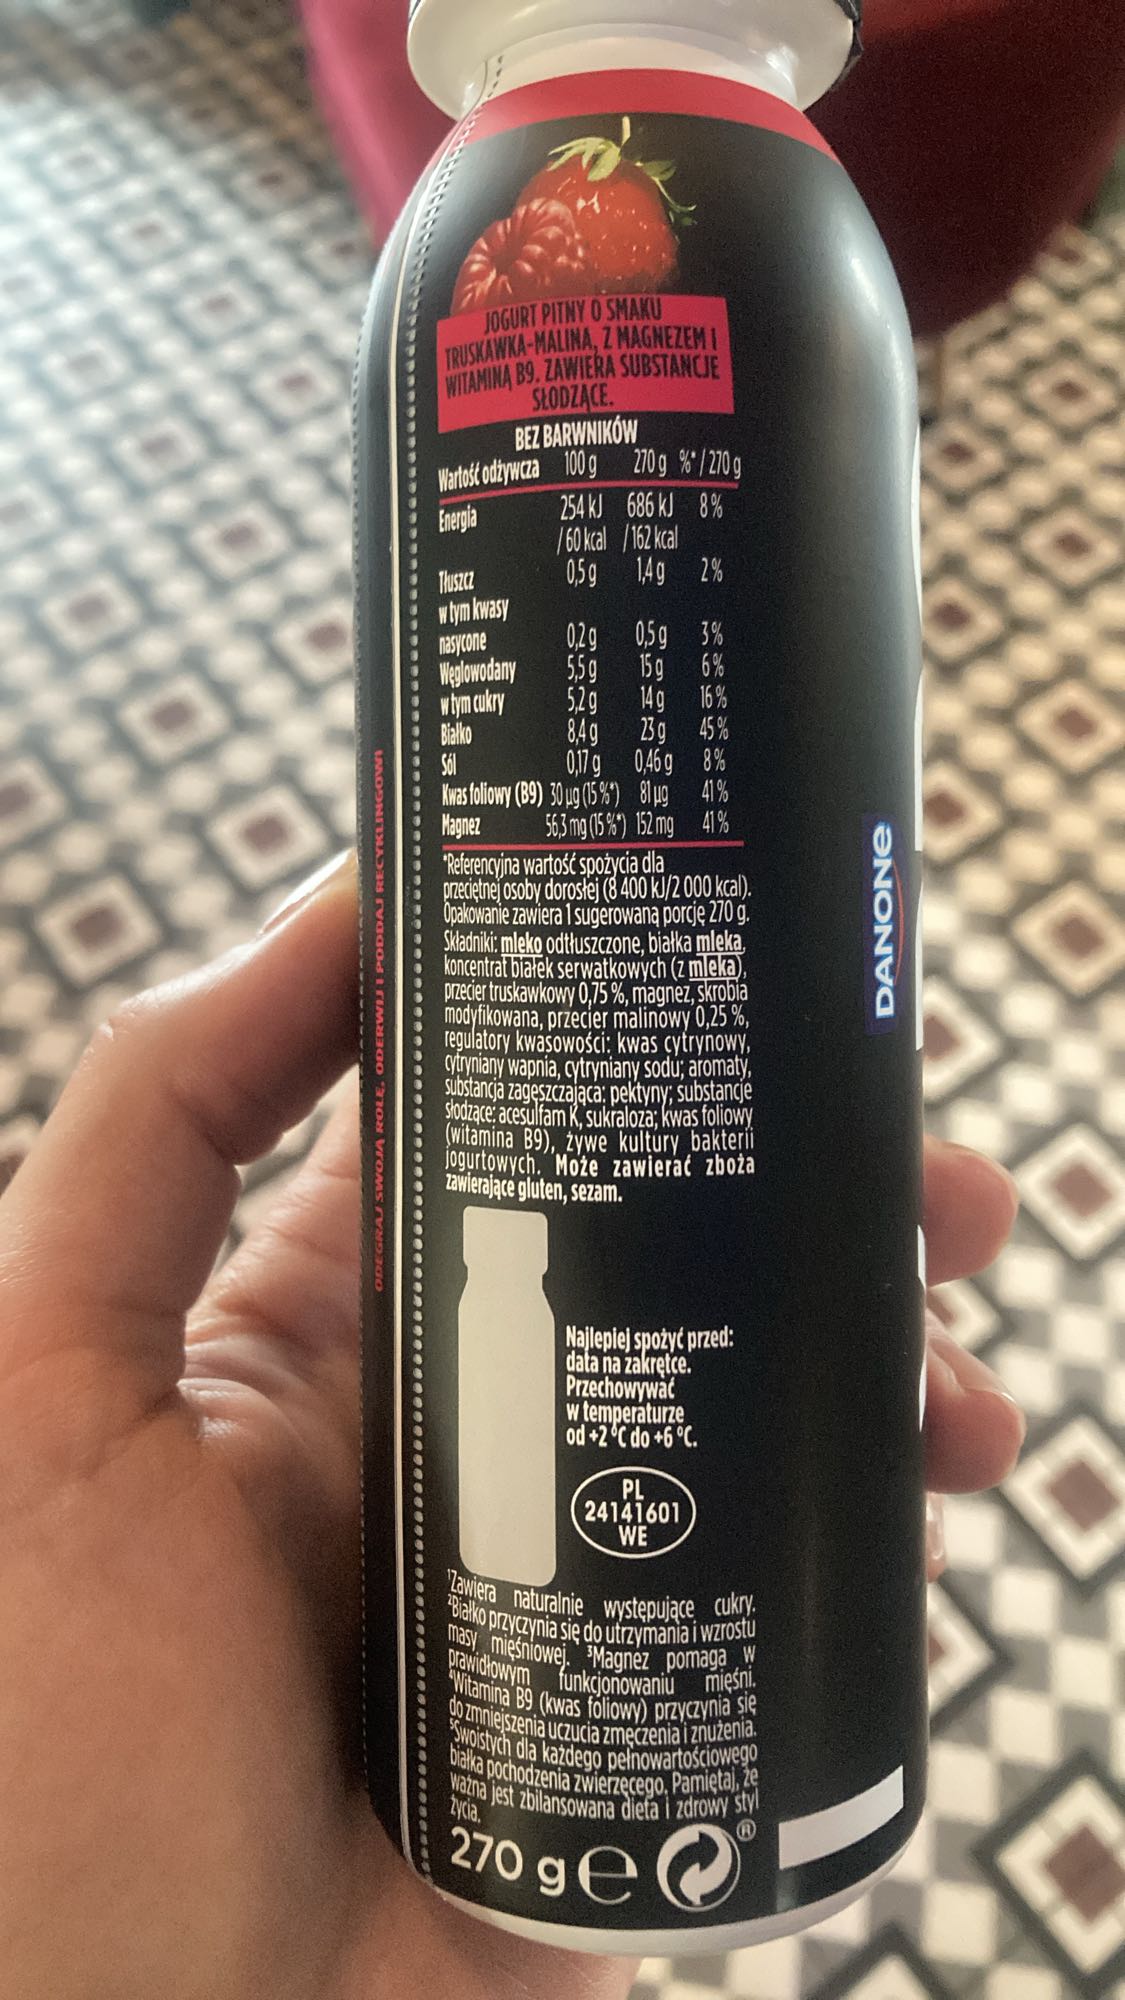 JOGURT PITNY O SMAKU
TRUSKAWKA-MALINA, Z MAGNEZEM I
WITAMINĄ B9. ZAWIERA SUBSTANCJE
SŁODZĄCE.
BEZ BARWNIKÓW
Wartość odżywcza 100 g 270 g %*/270 g
Energia 254 kJ 686 kJ 8%
/60 kcal /162 kcal
Tłuszcz 0,5 g 1,4 g 2%
w tym kwasy
nasycone 0,2 g 0,5 g 3%
Węglowodany 5,5 g 15 g 6%
w tym cukry 5,2 g 14 g 16%
Białko 8,4 g 23 g 45%
Sól 0,17 g 0,46 g 8%
Kwas foliowy (B9) 30 µg (15%*) 81 µg 41%
Magnez 56,3 mg (15%*) 152 mg 41%
*Referencyjna wartość spożycia dla
przeciętnej osoby dorosłej (8 400 kJ/2 000 kcal).
Opakowanie zawiera 1 sugerowaną porcję 270 g.
Składniki: mleko odtłuszczone, białka mleka,
koncentrat białek serwatkowych (z mleka),
przecier truskawkowy 0,75 %, magnez, skrobia
modyfikowana, przecier malinowy 0,25 %,
regulatory kwasowości: kwas cytrynowy,
cytryniany wapnia, cytryniany sodu; aromaty,
substancja zagęszczająca: pektyny; substancje
słodzące: acesulfam K, sukraloza; kwas foliowy
(witamina B9), żywe kultury bakterii
jogurtowych. Może zawierać zboża
zawierające gluten, sezam.
Najlepiej spożyć przed:
data na zakrętce.
Przechowywać
w temperaturze
od +2 °C do +6 °C.
PL
24141601
WE
¹Zawiera naturalnie występujące cukry.
²Białko przyczynia się do utrzymania i wzrostu
masy mięśniowej. ³Magnez pomaga w
prawidłowym funkcjonowaniu mięśni.
⁴Witamina B9 (kwas foliowy) przyczynia się
do zmniejszenia uczucia zmęczenia i znużenia.
⁵Swoistych dla każdego pełnowartościowego
białka pochodzenia zwierzęcego. Pamiętaj, że
ważna jest zbilansowana dieta i zdrowy styl
życia.
270 g e ®
ODEGRAJ SWOJĄ ROLĘ, ODERWIJ I PODDAJ RECYKLINGOWI
DANONE